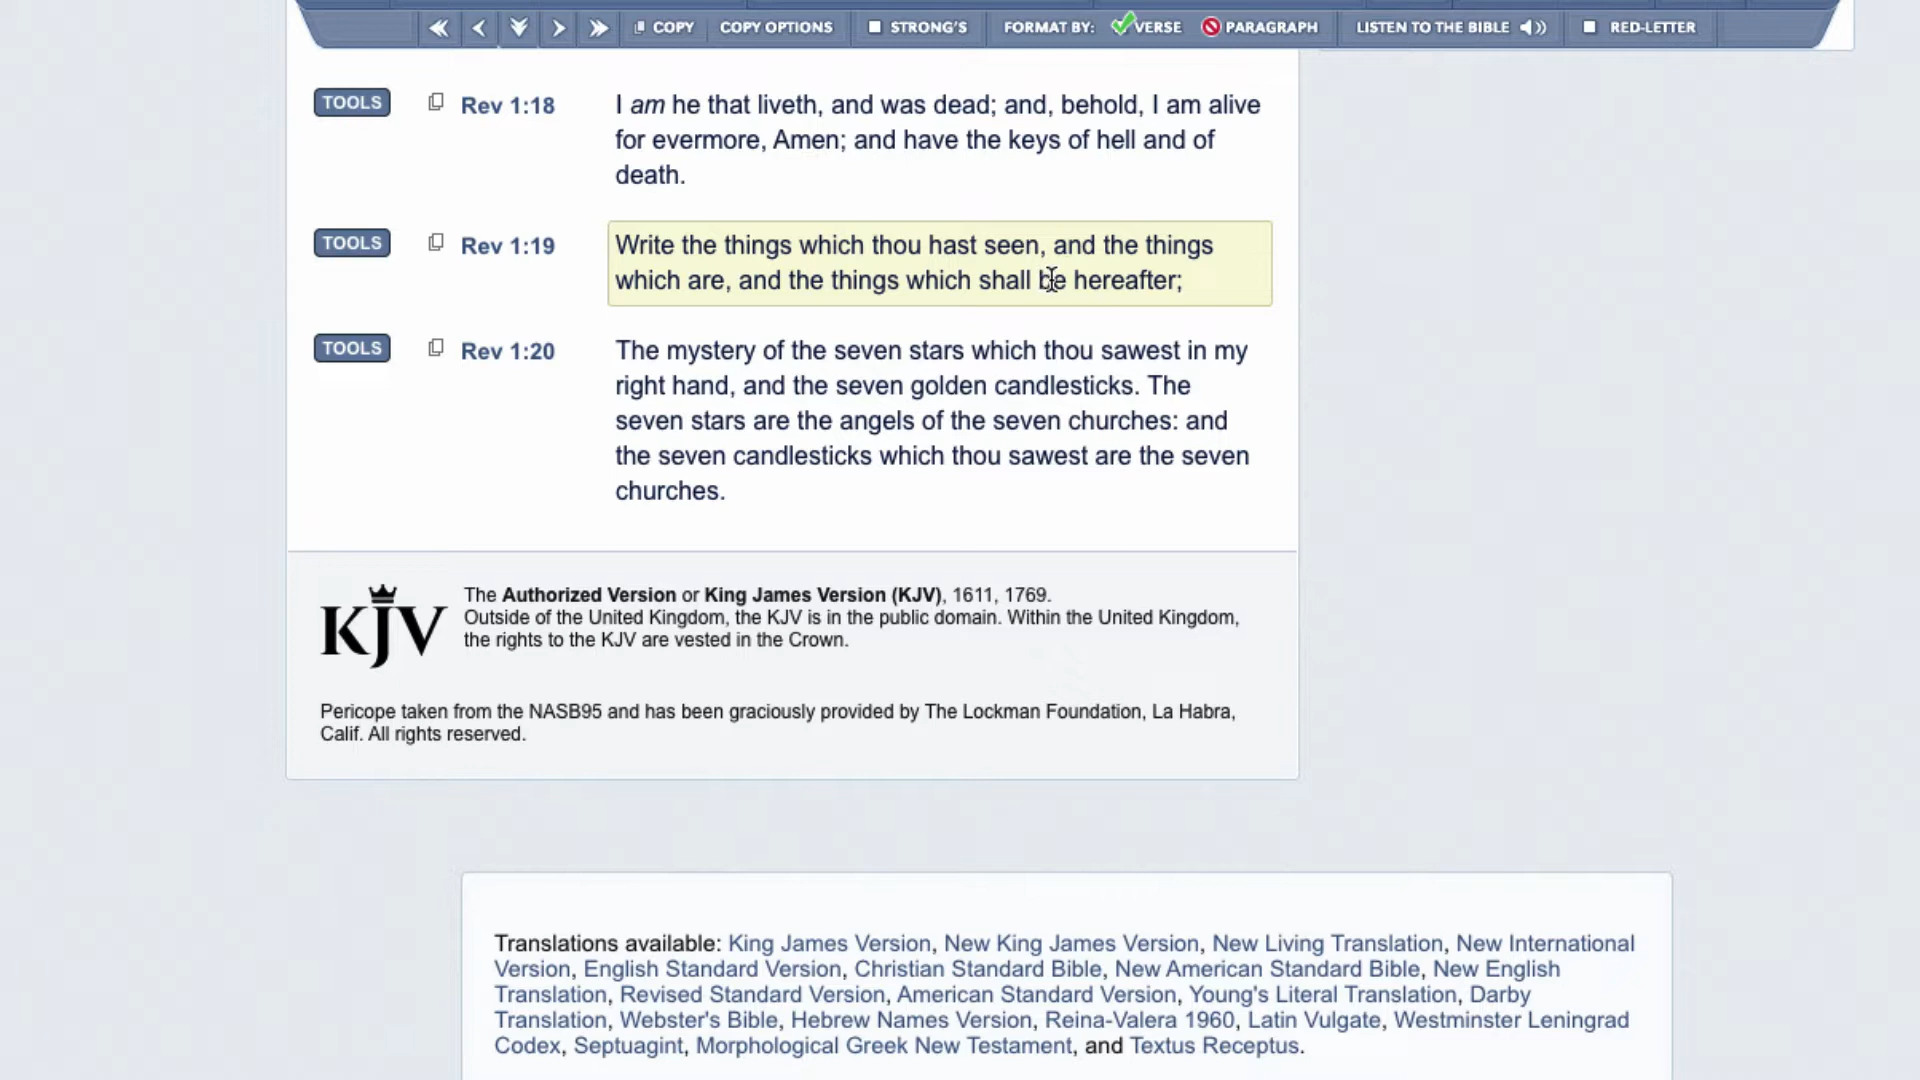 COPY COPY OPTIONS STRONG'S FORMAT BY: VERSE PARAGRAPH LISTEN TO THE BIBLE RED-LETTER
TOOLS Rev 1:18 I am he that liveth, and was dead; and, behold, I am alive
for evermore, Amen; and have the keys of hell and of
death.
TOOLS Rev 1:19 Write the things which thou hast seen, and the things
which are, and the things which shall be hereafter;
TOOLS Rev 1:20 The mystery of the seven stars which thou sawest in my
right hand, and the seven golden candlesticks. The
seven stars are the angels of the seven churches: and
the seven candlesticks which thou sawest are the seven
churches.
KJV
The Authorized Version or King James Version (KJV), 1611, 1769.
Outside of the United Kingdom, the KJV is in the public domain. Within the United Kingdom,
the rights to the KJV are vested in the Crown.
Pericope taken from the NASB95 and has been graciously provided by The Lockman Foundation, La Habra,
Calif. All rights reserved.
Translations available: King James Version, New King James Version, New Living Translation, New International
Version, English Standard Version, Christian Standard Bible, New American Standard Bible, New English
Translation, Revised Standard Version, American Standard Version, Young's Literal Translation, Darby
Translation, Webster's Bible, Hebrew Names Version, Reina-Valera 1960, Latin Vulgate, Westminster Leningrad
Codex, Septuagint, Morphological Greek New Testament, and Textus Receptus.